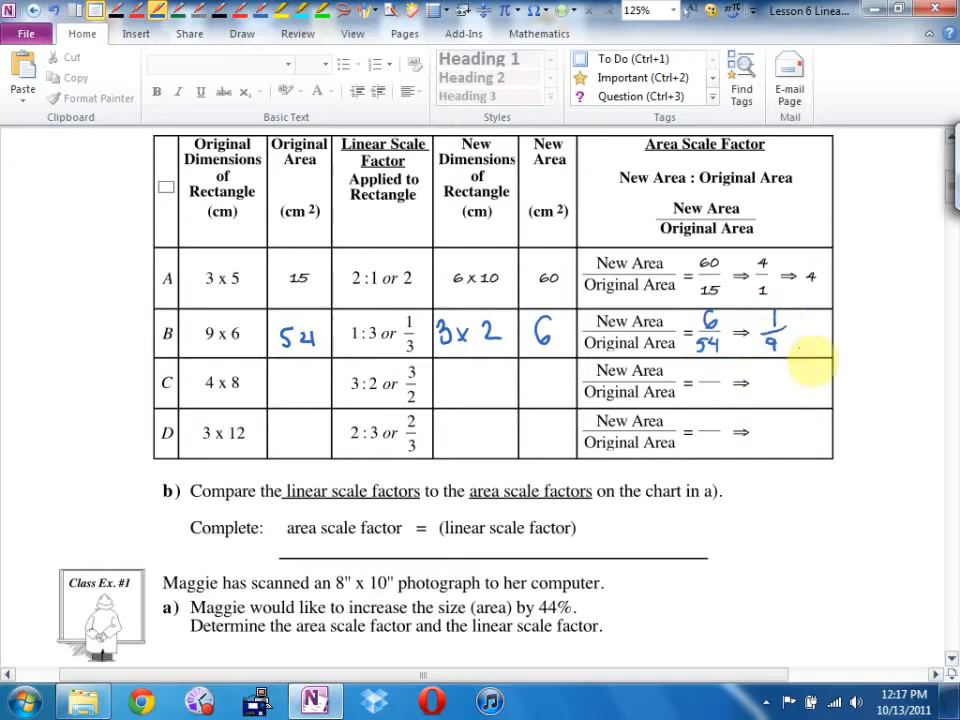 125%
Lesson 6 Linea...
File
Home
Insert
Share
Draw
Review
View
Pages
Add-Ins
Mathematics
Cut
Copy
Paste
Format Painter
Clipboard
B I U abc x₂ A
Basic Text
Heading 1
Heading 2
Heading 3
Styles
To Do (Ctrl+1)
Important (Ctrl+2)
? Question (Ctrl+3)
Tags
Find Tags
E-mail Page
Mail
Original Dimensions of Rectangle (cm)
Original Area (cm 2)
Linear Scale Factor Applied to Rectangle
New Dimensions of Rectangle (cm)
New Area (cm 2)
Area Scale Factor
New Area : Original Area
New Area / Original Area
A 3 x 5 15 2 : 1 or 2 6 x 10 60 New Area / Original Area = 60/15 ⇒ 4/1 ⇒ 4
B 9 x 6 54 1 : 3 or 1/3 3 x 2 6 New Area / Original Area = 6/54 ⇒ 1/9
C 4 x 8 3 : 2 or 3/2 New Area / Original Area = — ⇒
D 3 x 12 2 : 3 or 2/3 New Area / Original Area = — ⇒
b) Compare the linear scale factors to the area scale factors on the chart in a).
Complete: area scale factor = (linear scale factor)
Class Ex. #1
Maggie has scanned an 8" x 10" photograph to her computer.
a) Maggie would like to increase the size (area) by 44%.
Determine the area scale factor and the linear scale factor.
12:17 PM
10/13/2011